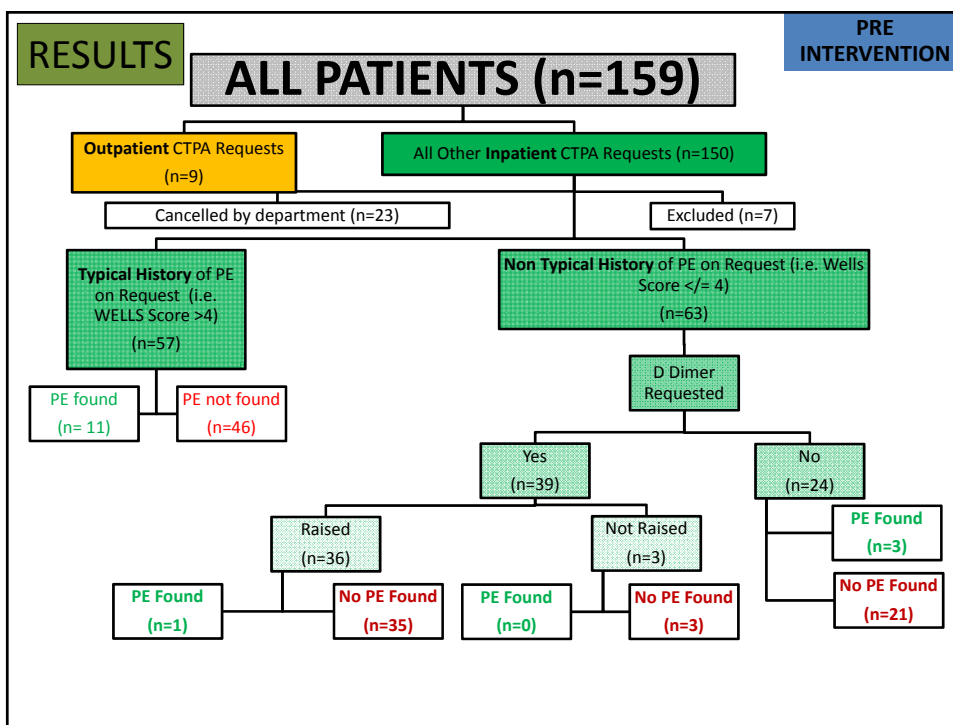 RESULTS
PRE
INTERVENTION
ALL PATIENTS (n=159)
Outpatient CTPA Requests
(n=9)
All Other Inpatient CTPA Requests (n=150)
Cancelled by department (n=23)
Excluded (n=7)
Typical History of PE
on Request (i.e.
WELLS Score >4)
(n=57)
Non Typical History of PE on Request (i.e. Wells
Score </= 4)
(n=63)
PE found
(n= 11)
PE not found
(n=46)
D Dimer
Requested
Yes
(n=39)
No
(n=24)
Raised
(n=36)
Not Raised
(n=3)
PE Found
(n=3)
No PE Found
(n=21)
PE Found
(n=1)
No PE Found
(n=35)
PE Found
(n=0)
No PE Found
(n=3)